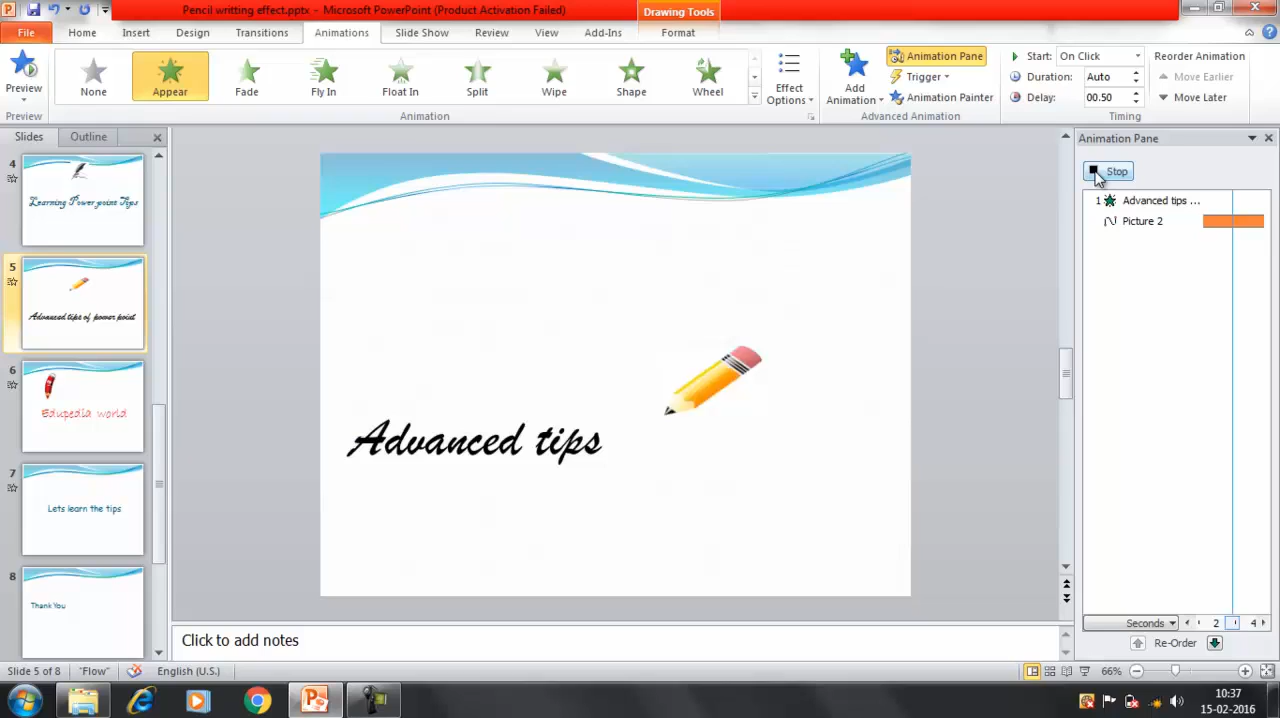 Pencil writting effect.pptx - Microsoft PowerPoint (Product Activation Failed)
Drawing Tools
File Home Insert Design Transitions Animations Slide Show Review View Add-Ins Format
Preview
None Appear Fade Fly In Float In Split Wipe Shape Wheel
Effect Options
Add Animation
Animation Pane
Trigger
Animation Painter
Start: On Click
Duration: Auto
Delay: 00.50
Reorder Animation
Move Earlier
Move Later
Preview Animation Advanced Animation Timing
Slides Outline
4
Learning Power point Tips
5
Advanced tips of power point
6
Edupedia world
7
Lets learn the tips
8
Thank You
Advanced tips
Click to add notes
Animation Pane
Stop
1 Advanced tips ...
Picture 2
Seconds 2 4
Re-Order
Slide 5 of 8 "Flow" English (U.S.) 66%
10:37
15-02-2016